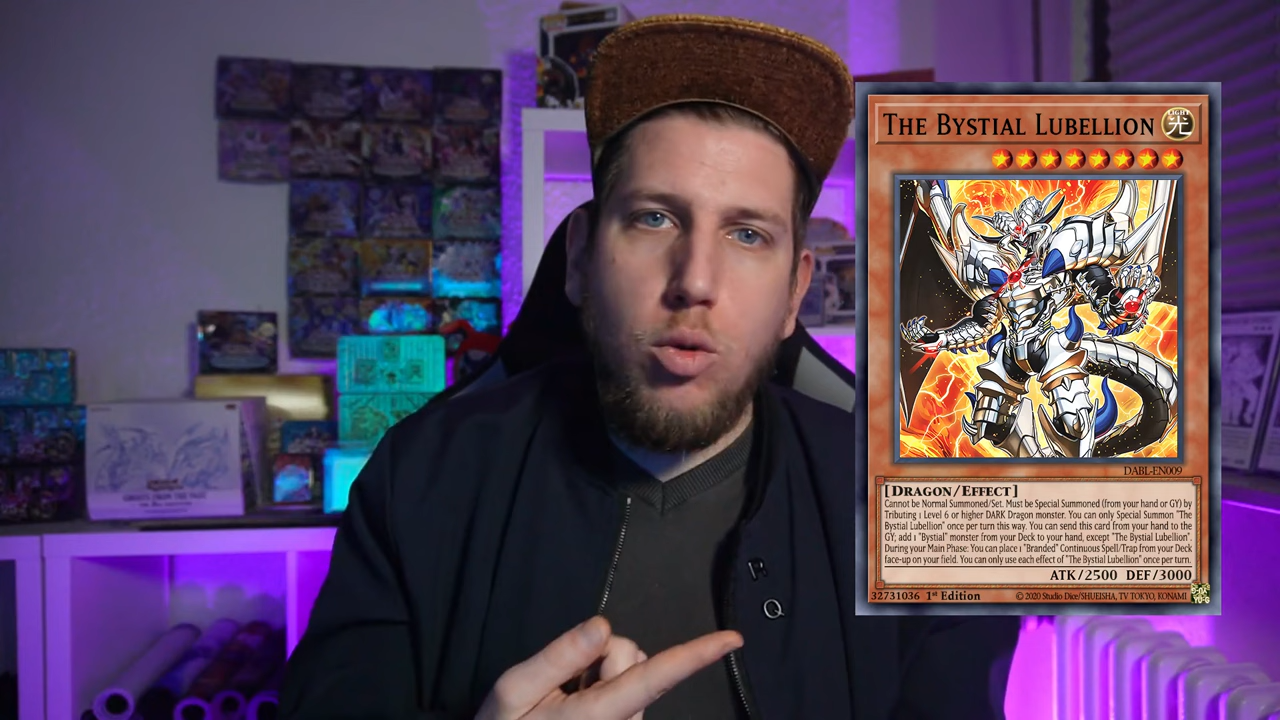 THE BYSTIAL LUBELLION
LIGHT
光
DABL-EN009
[DRAGON/EFFECT]
Cannot be Normal Summoned/Set. Must be Special Summoned (from your hand or GY) by
Tributing 1 Level 6 or higher DARK Dragon monster. You can only Special Summon "The
Bystial Lubellion" once per turn this way. You can send this card from your hand to the
GY; add 1 "Bystial" monster from your Deck to your hand, except "The Bystial Lubellion".
During your Main Phase: You can place 1 "Branded" Continuous Spell/Trap from your Deck
face-up on your field. You can only use each effect of "The Bystial Lubellion" once per turn.
ATK/2500 DEF/3000
32731036 1st Edition
© 2020 Studio Dice/SHUEISHA, TV TOKYO, KONAMI
R
Q
GHOSTS FROM THE PAST